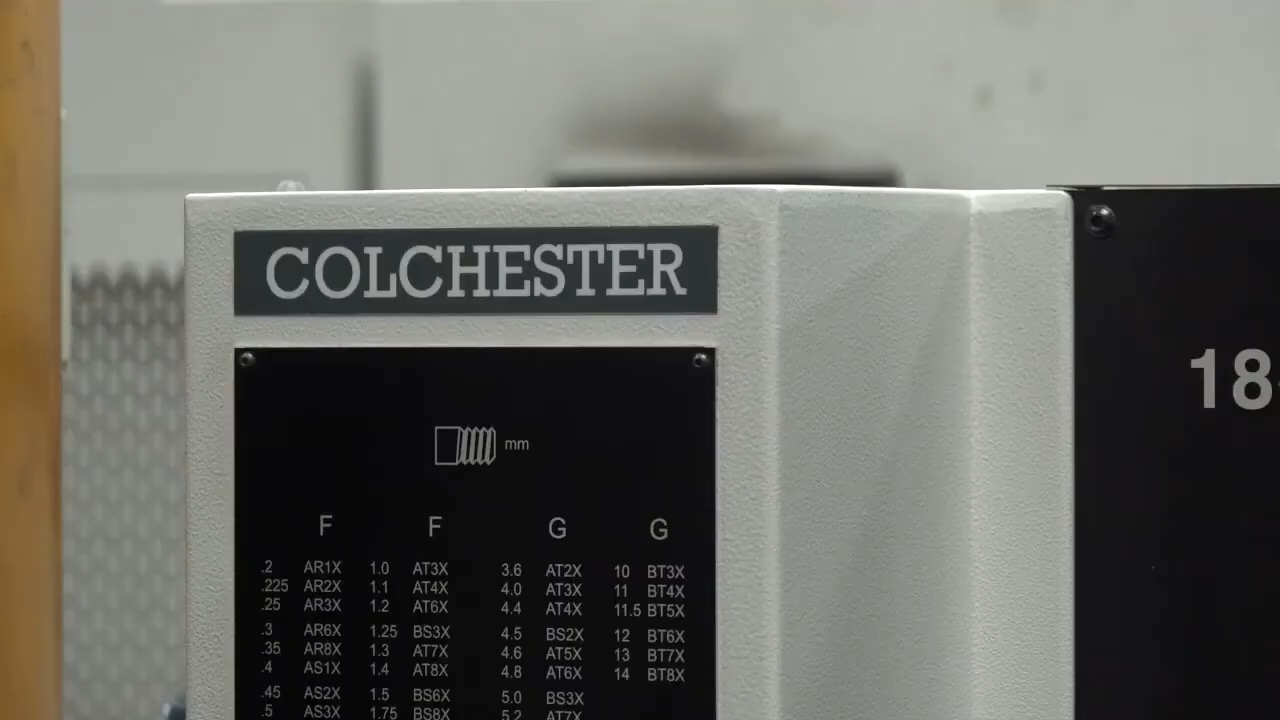 COLCHESTER
18
mm
F F G G
.2 AR1X 1.0 AT3X 3.6 AT2X 10 BT3X
.225 AR2X 1.1 AT4X 4.0 AT3X 11 BT4X
.25 AR3X 1.2 AT6X 4.4 AT4X 11.5 BT5X
.3 AR6X 1.25 BS3X 4.5 BS2X 12 BT6X
.35 AR8X 1.3 AT7X 4.6 AT5X 13 BT7X
.4 AS1X 1.4 AT8X 4.8 AT6X 14 BT8X
.45 AS2X 1.5 BS6X 5.0 BS3X
.5 AS3X 1.75 BS8X 5.2 AT7X